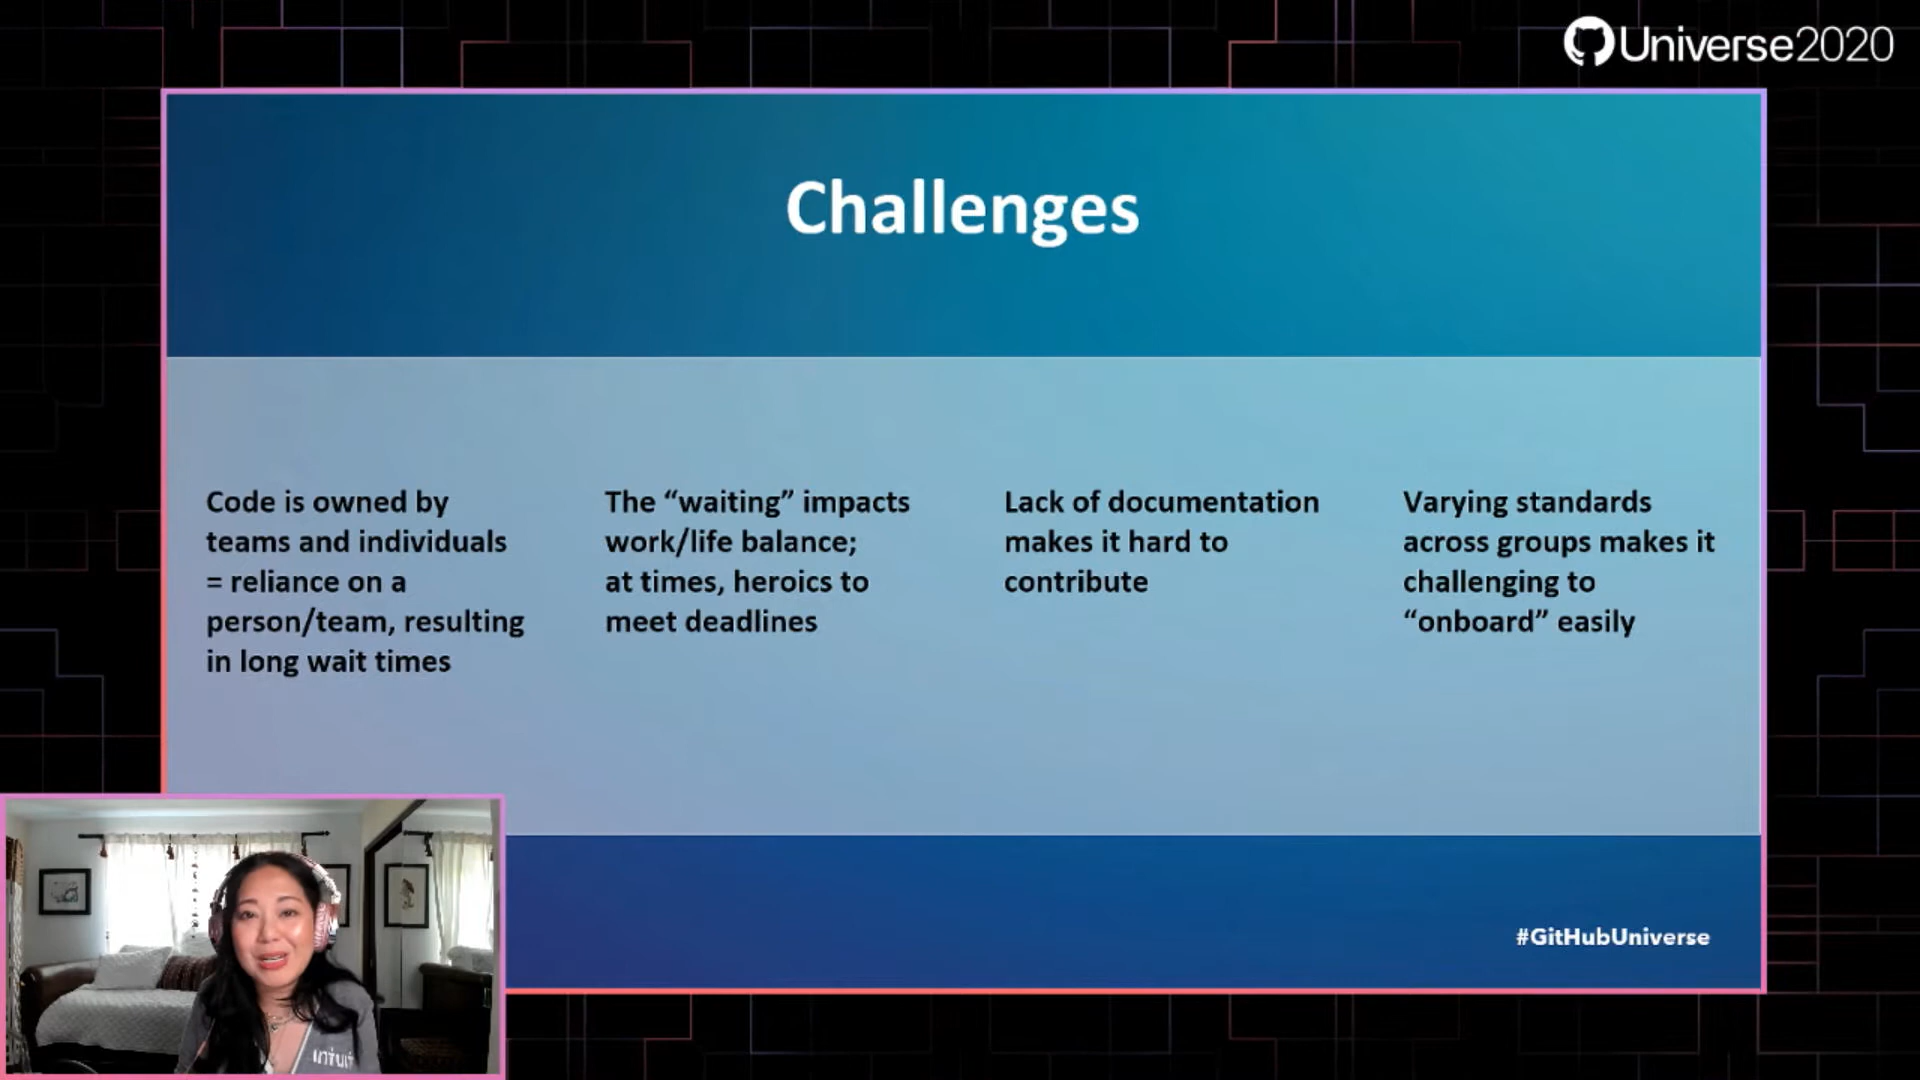 Universe2020
Challenges
Code is owned by
teams and individuals
= reliance on a
person/team, resulting
in long wait times
The “waiting” impacts
work/life balance;
at times, heroics to
meet deadlines
Lack of documentation
makes it hard to
contribute
Varying standards
across groups makes it
challenging to
“onboard” easily
#GitHubUniverse
intuit